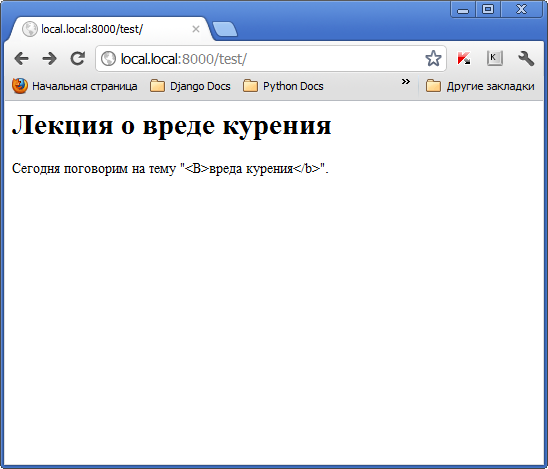 local.local:8000/test/
local.local:8000/test/
Начальная страница Django Docs Python Docs » Другие закладки
Лекция о вреде курения
Сегодня поговорим на тему "<B>вреда курения</b>".